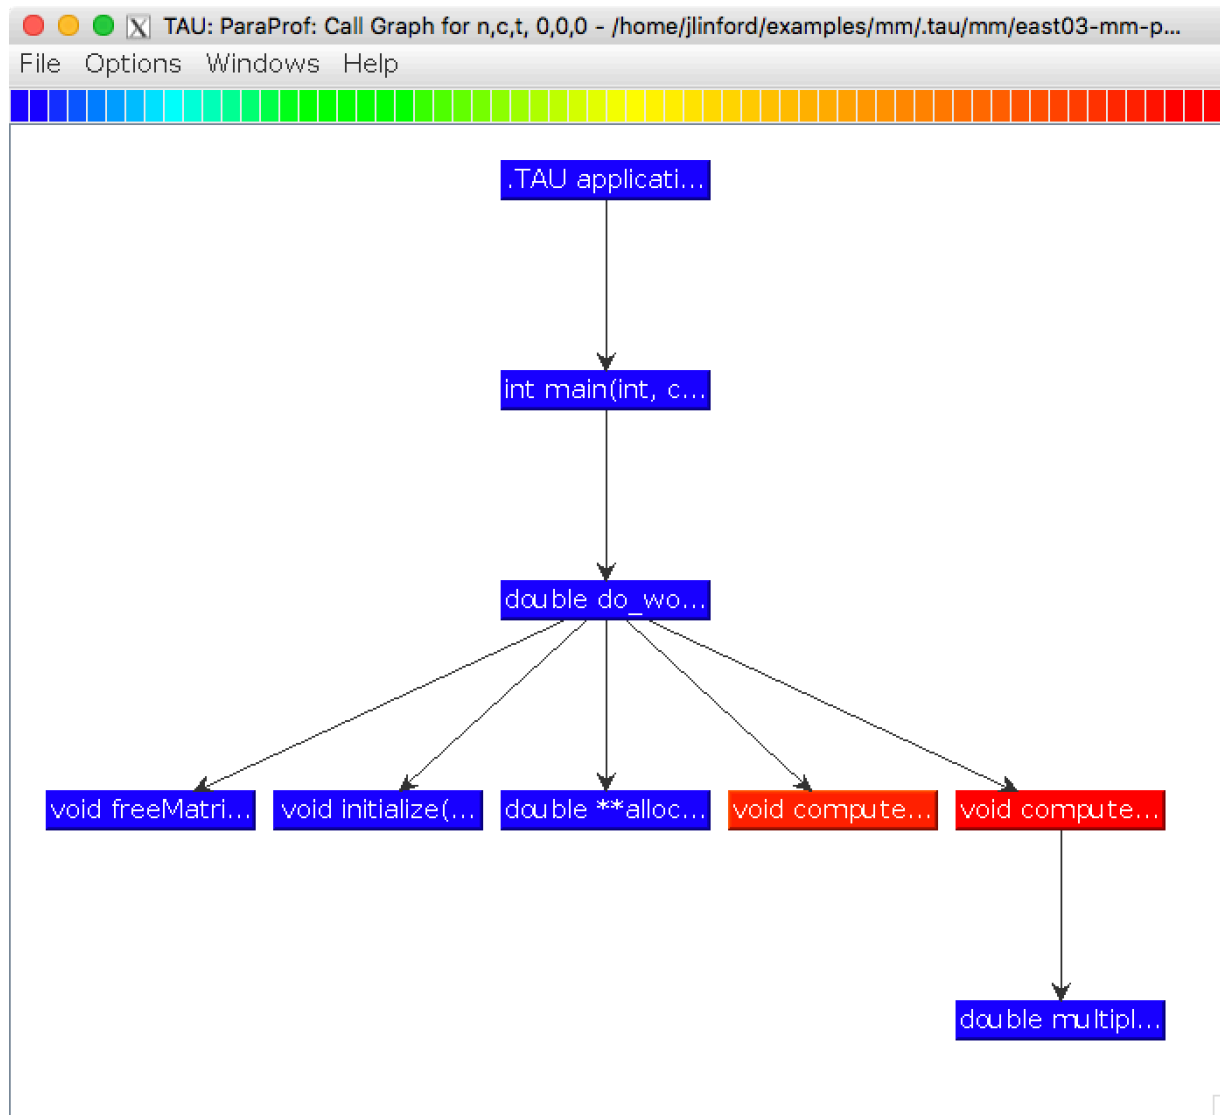 TAU: ParaProf: Call Graph for n,c,t, 0,0,0 - /home/jlinford/examples/mm/.tau/mm/east03-mm-p...
File Options Windows Help
.TAU applicati...
int main(int, c...
double do_wo...
void freeMatri... void initialize(... double **alloc... void compute... void compute...
double multipl...